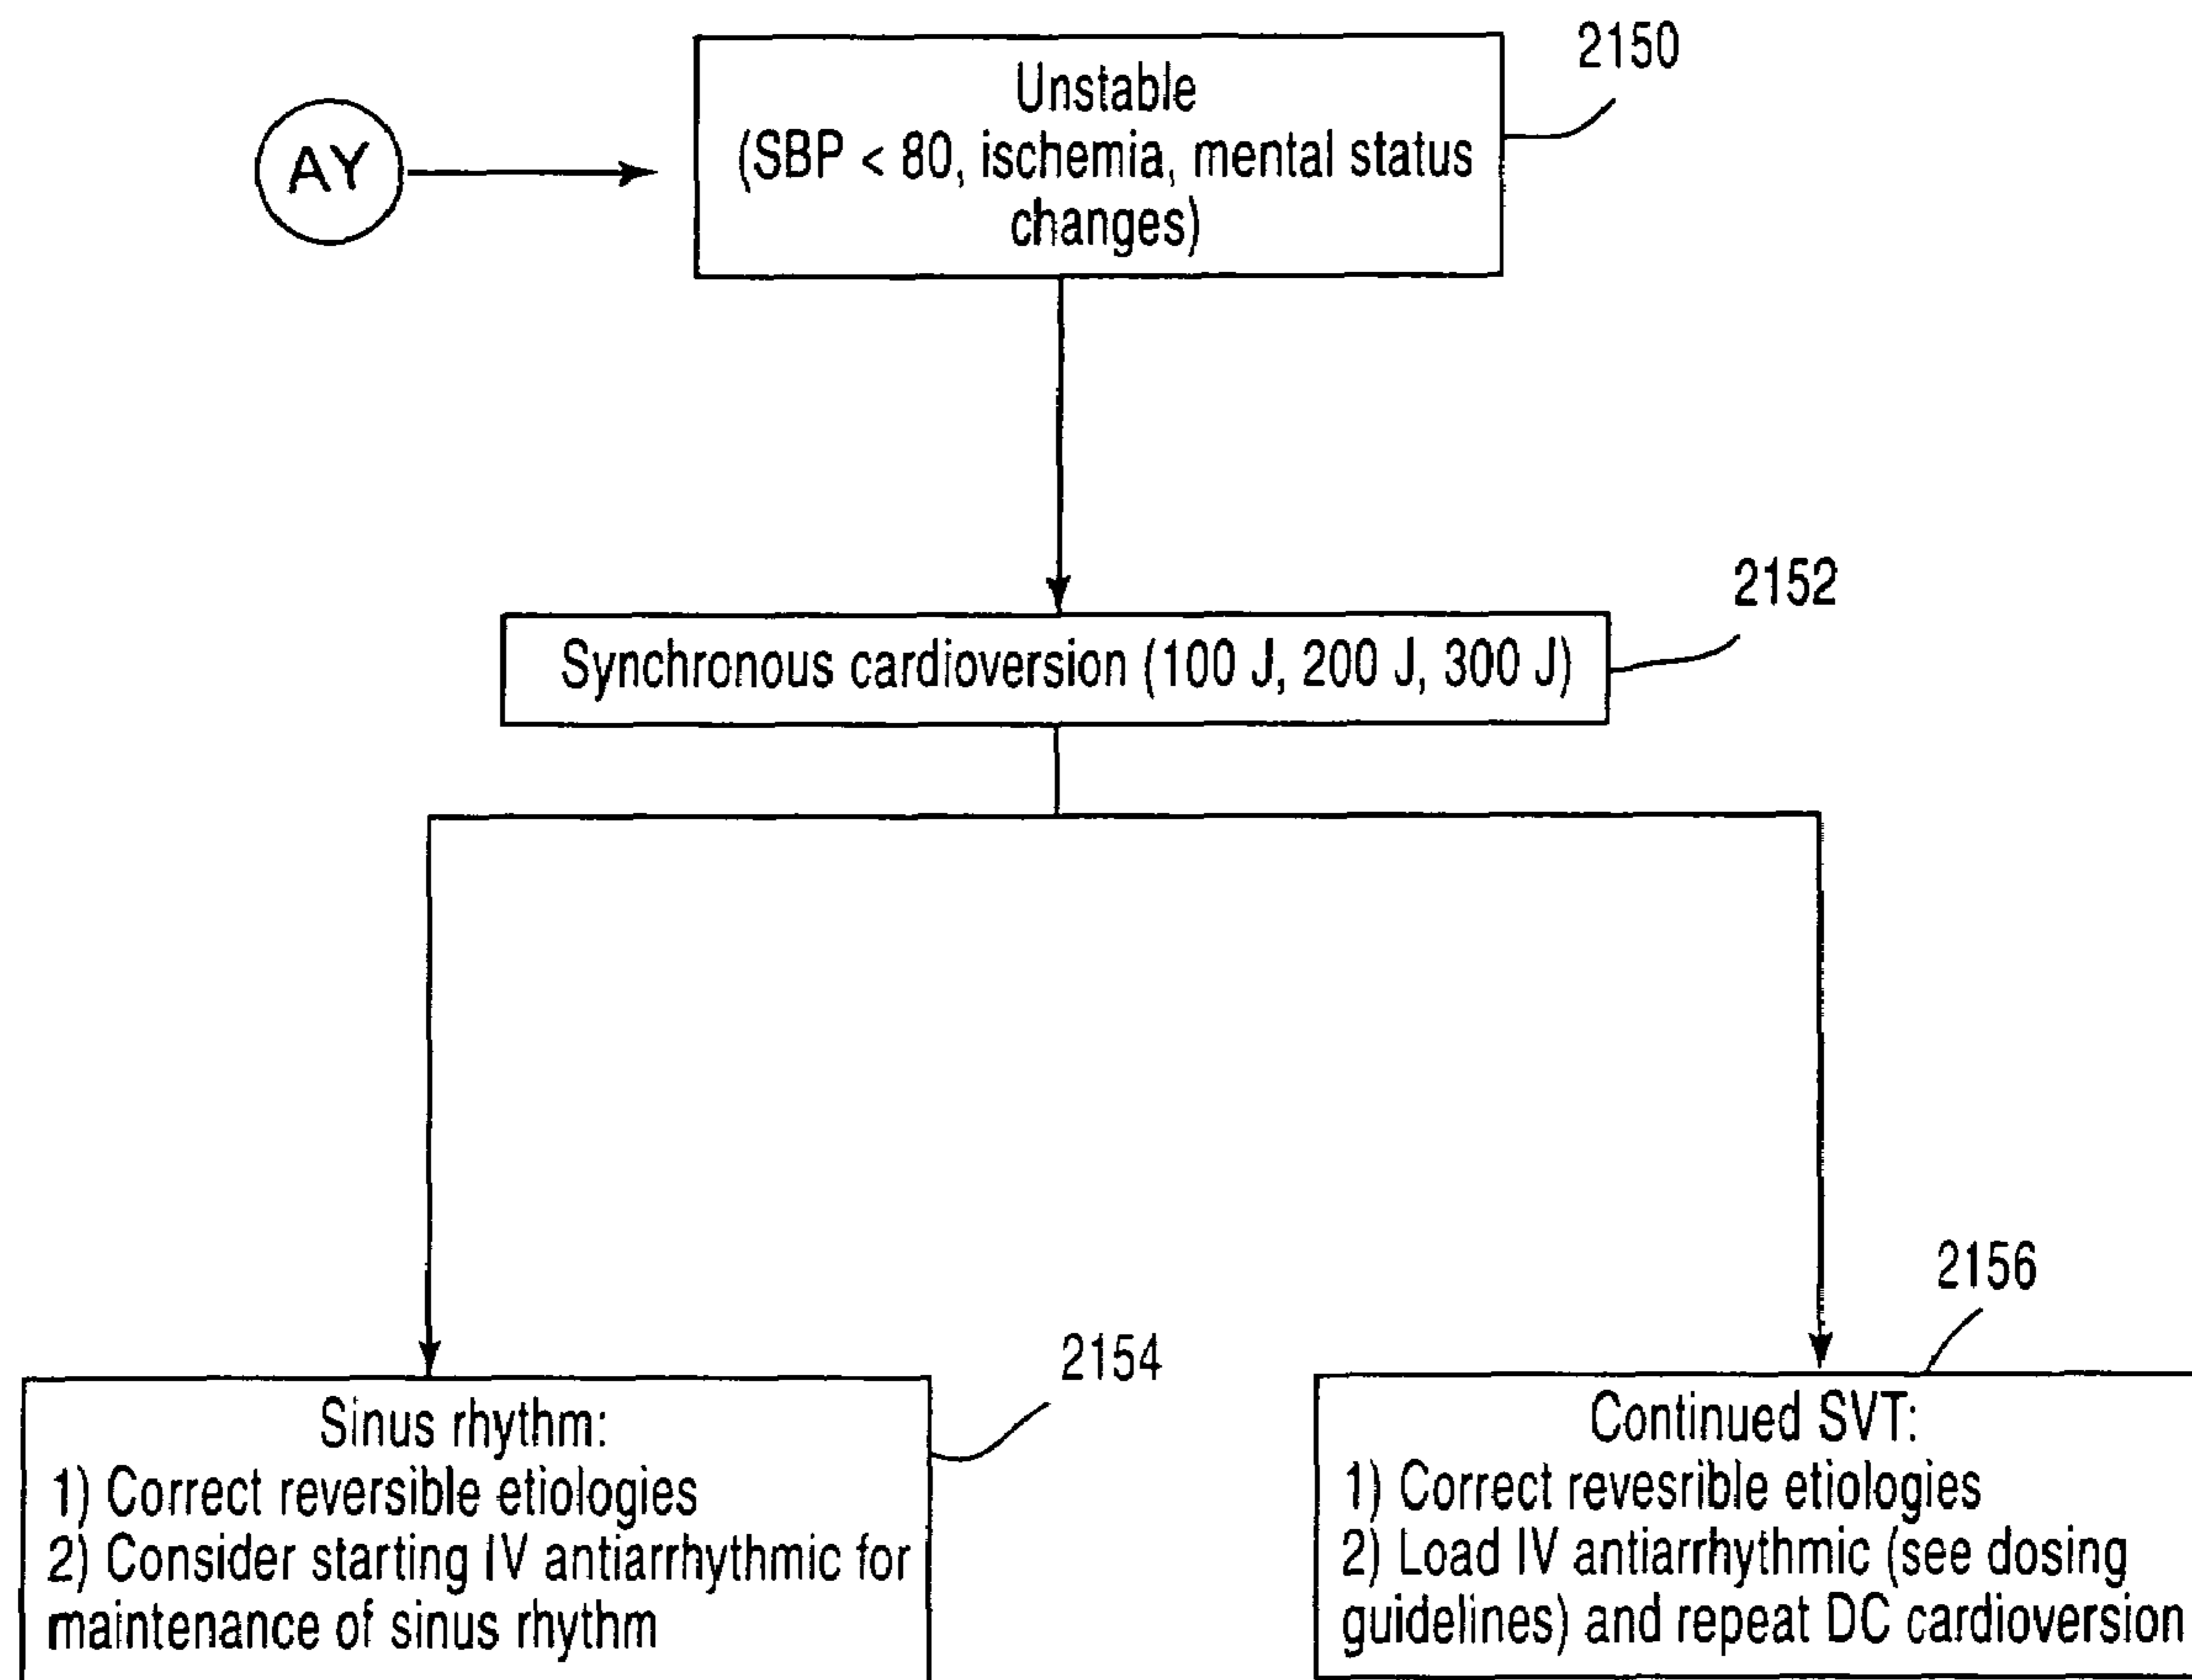 2150
Unstable
(SBP < 80, ischemia, mental status
changes)
AY
2152
Synchronous cardioversion (100 J, 200 J, 300 J)
2154
Sinus rhythm:
1) Correct reversible etiologies
2) Consider starting IV antiarrhythmic for
maintenance of sinus rhythm
2156
Continued SVT:
1) Correct revesrible etiologies
2) Load IV antiarrhythmic (see dosing
guidelines) and repeat DC cardioversion